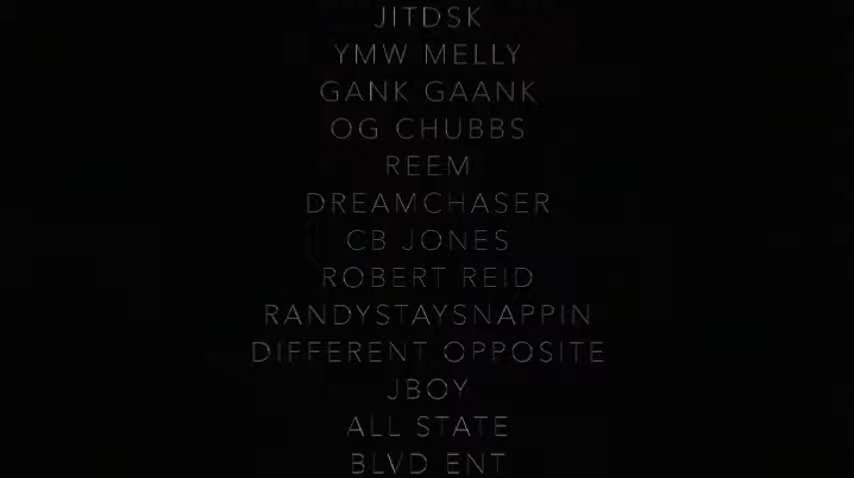 JITDSK
YMW MELLY
GANK GAANK
OG CHUBBS
REEM
DREAMCHASER
CB JONES
ROBERT REID
RANDYSTAYSNAPPIN
DIFFERENT OPPOSITE
JBOY
ALL STATE
BLVD ENT